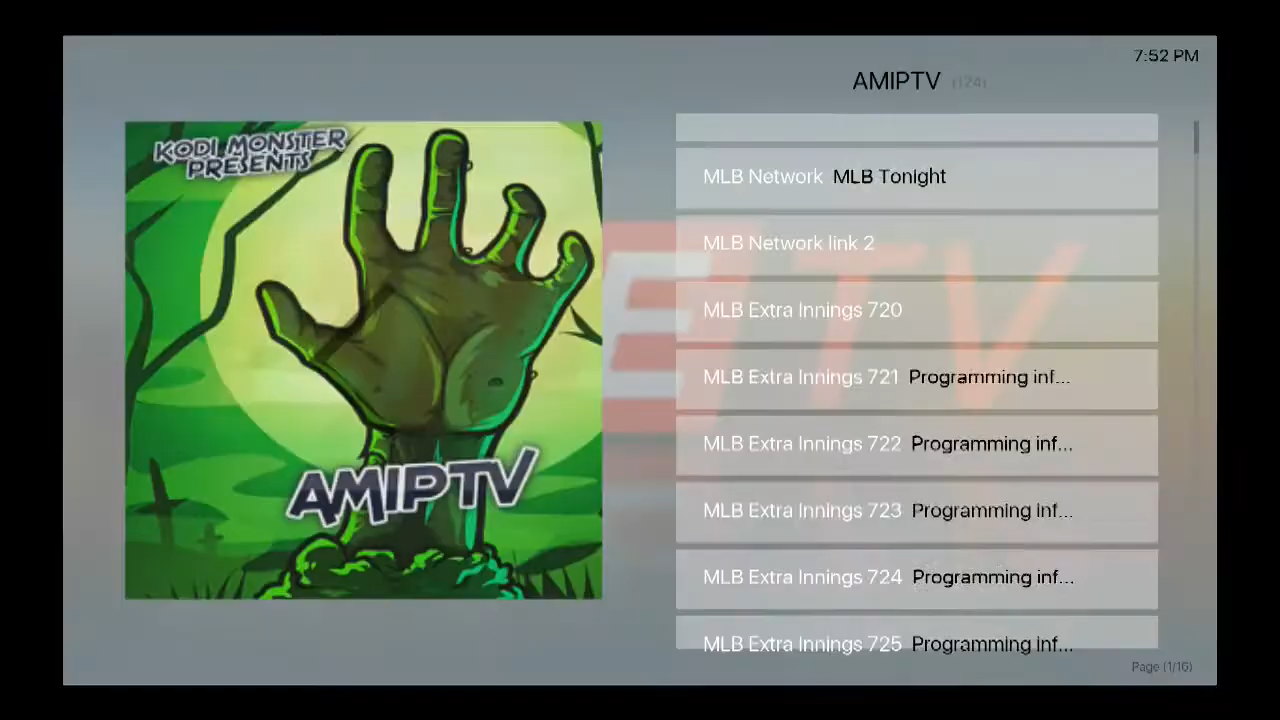 7:52 PM
AMIPTV (124)
KODI MONSTER
PRESENTS
AMIPTV
E TV
MLB Network MLB Tonight
MLB Network link 2
MLB Extra Innings 720
MLB Extra Innings 721 Programming inf...
MLB Extra Innings 722 Programming inf...
MLB Extra Innings 723 Programming inf...
MLB Extra Innings 724 Programming inf...
MLB Extra Innings 725 Programming inf...
Page (1/16)